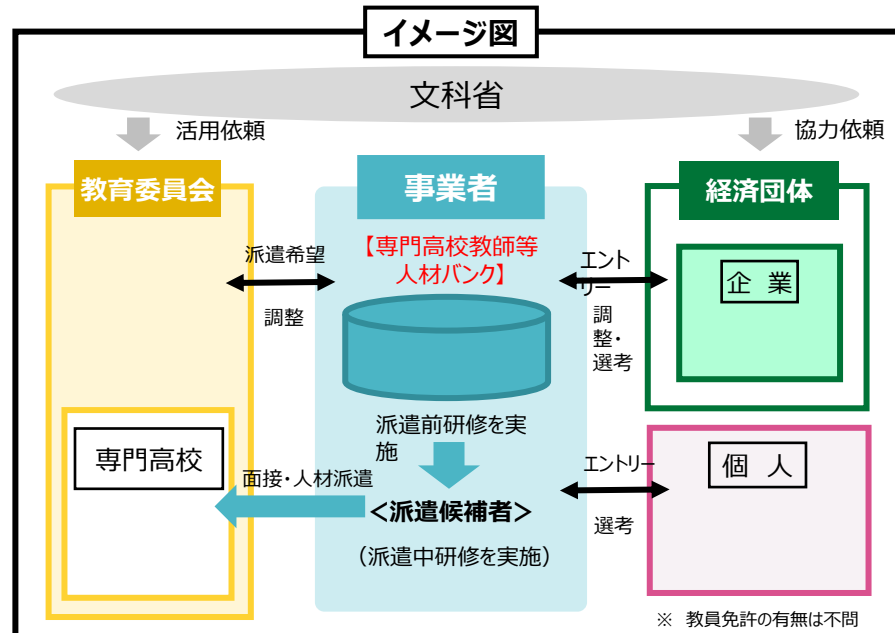 イメージ図
文科省
活用依頼
協力依頼
教育委員会
事業者
経済団体
派遣希望
調整
【専門高校教師等
人材バンク】
エント
リー
調
整・
選考
企 業
派遣前研修を実
施
専門高校
面接・人材派遣
<派遣候補者>
(派遣中研修を実施)
エントリー
選考
個 人
※ 教員免許の有無は不問